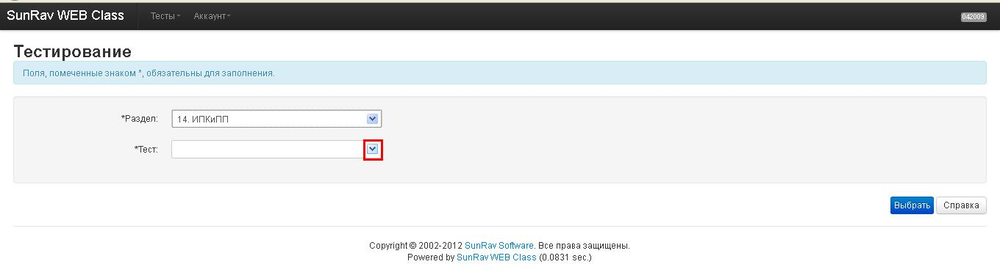 SunRav WEB Class Тесты Аккаунт 042009
Тестирование
Поля, помеченные знаком *, обязательны для заполнения.
*Раздел: 14. ИПКиПП
*Тест:
Выбрать Справка
Copyright © 2002-2012 SunRav Software. Все права защищены.
Powered by SunRav WEB Class (0.0831 sec.)